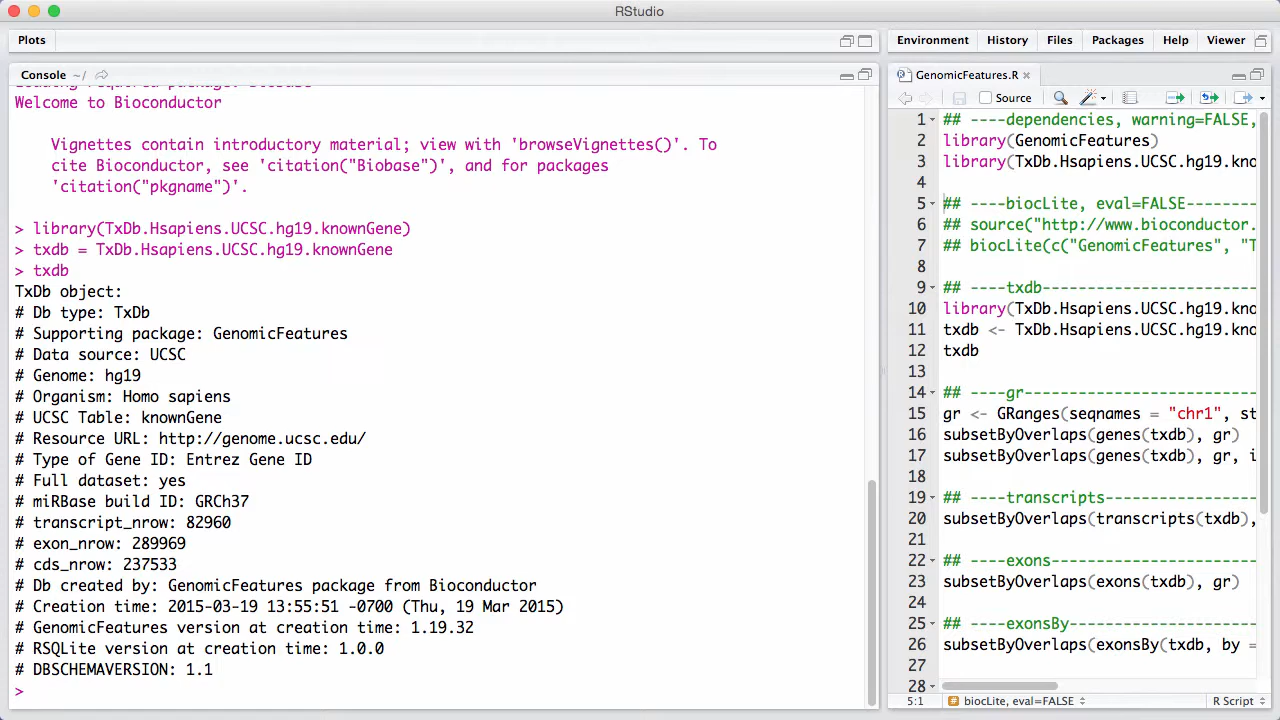 RStudio
Plots
Console ~/
Welcome to Bioconductor
Vignettes contain introductory material; view with 'browseVignettes()'. To
cite Bioconductor, see 'citation("Biobase")', and for packages
'citation("pkgname")'.
> library(TxDb.Hsapiens.UCSC.hg19.knownGene)
> txdb = TxDb.Hsapiens.UCSC.hg19.knownGene
> txdb
TxDb object:
# Db type: TxDb
# Supporting package: GenomicFeatures
# Data source: UCSC
# Genome: hg19
# Organism: Homo sapiens
# UCSC Table: knownGene
# Resource URL: http://genome.ucsc.edu/
# Type of Gene ID: Entrez Gene ID
# Full dataset: yes
# miRBase build ID: GRCh37
# transcript_nrow: 82960
# exon_nrow: 289969
# cds_nrow: 237533
# Db created by: GenomicFeatures package from Bioconductor
# Creation time: 2015-03-19 13:55:51 -0700 (Thu, 19 Mar 2015)
# GenomicFeatures version at creation time: 1.19.32
# RSQLite version at creation time: 1.0.0
# DBSCHEMAVERSION: 1.1
>
Environment History Files Packages Help Viewer
GenomicFeatures.R
Source
1 ## ----dependencies, warning=FALSE,
2 library(GenomicFeatures)
3 library(TxDb.Hsapiens.UCSC.hg19.kno
4
5 ## ----biocLite, eval=FALSE--------
6 ## source("http://www.bioconductor.
7 ## biocLite(c("GenomicFeatures", "T
8
9 ## ----txdb------------------------
10 library(TxDb.Hsapiens.UCSC.hg19.kno
11 txdb <- TxDb.Hsapiens.UCSC.hg19.kno
12 txdb
13
14 ## ----gr--------------------------
15 gr <- GRanges(seqnames = "chr1", st
16 subsetByOverlaps(genes(txdb), gr)
17 subsetByOverlaps(genes(txdb), gr, i
18
19 ## ----transcripts-----------------
20 subsetByOverlaps(transcripts(txdb),
21
22 ## ----exons-----------------------
23 subsetByOverlaps(exons(txdb), gr)
24
25 ## ----exonsBy---------------------
26 subsetByOverlaps(exonsBy(txdb, by =
27
28
5:1 # biocLite, eval=FALSE R Script